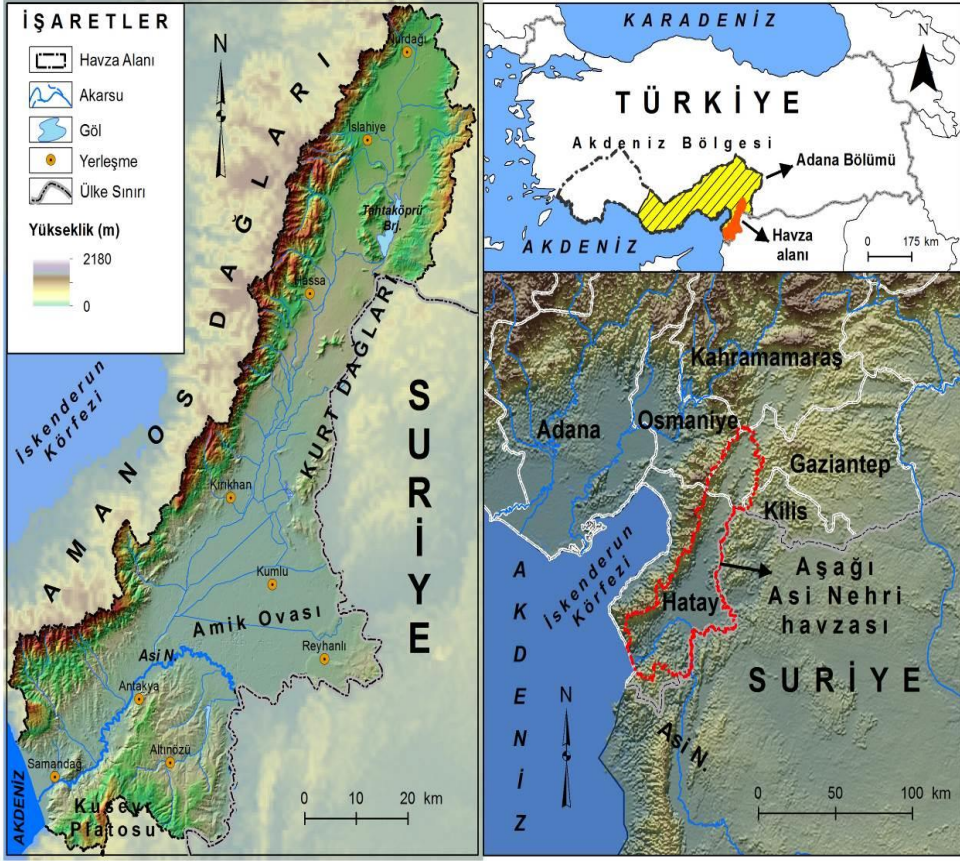 İŞARETLER
Havza Alanı
Akarsu
Göl
Yerleşme
Ülke Sınırı
Yükseklik (m)
2180
0
N
Nurdağı
İslahiye
Tahtaköprü
Brj.
Hassa
AMANOS DAĞLARI
KURT DAĞLARI
İskenderun
Körfezi
SURİYE
Kırıkhan
Kumlu
Amik Ovası
Reyhanlı
Asi N.
Antakya
Altınözü
Samandağ
AKDENİZ
Kuseyr
Platosu
0 10 20 km
KARADENİZ
N
TÜRKİYE
Akdeniz Bölgesi
Adana Bölümü
AKDENİZ
Havza
alanı
0 175 km
Kahramamaraş
Osmaniye
Adana
Gaziantep
Kilis
İskenderun
Körfezi
AKDENİZ
Hatay
Aşağı
Asi Nehri
havzası
SURİYE
N
Asi N.
0 50 100 km